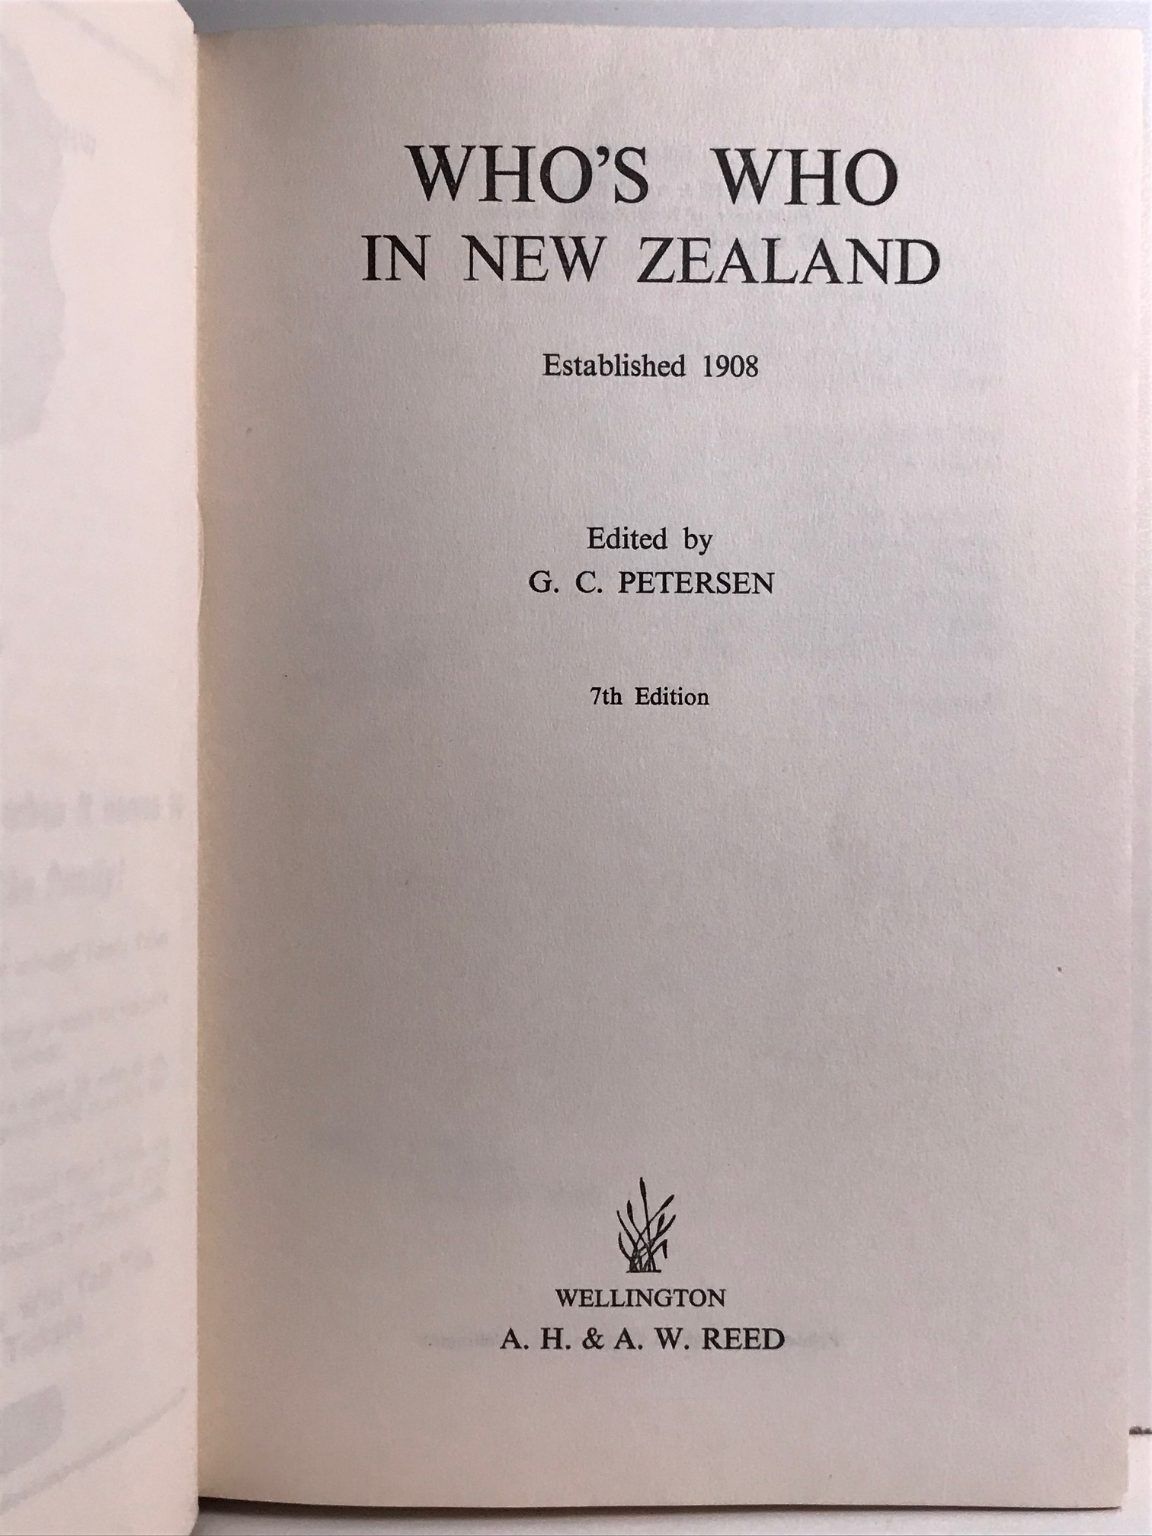 WHO'S WHO
IN NEW ZEALAND
Established 1908
Edited by
G. C. PETERSEN
7th Edition
WELLINGTON
A. H. & A. W. REED